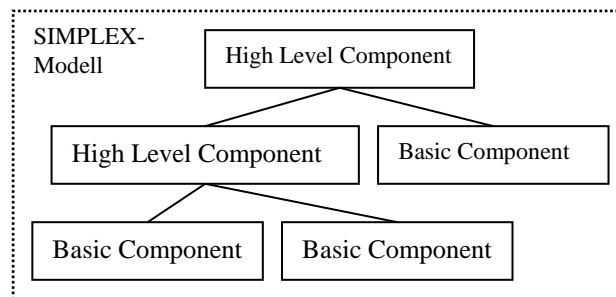 SIMPLEX-
Modell
High Level Component
High Level Component
Basic Component
Basic Component
Basic Component